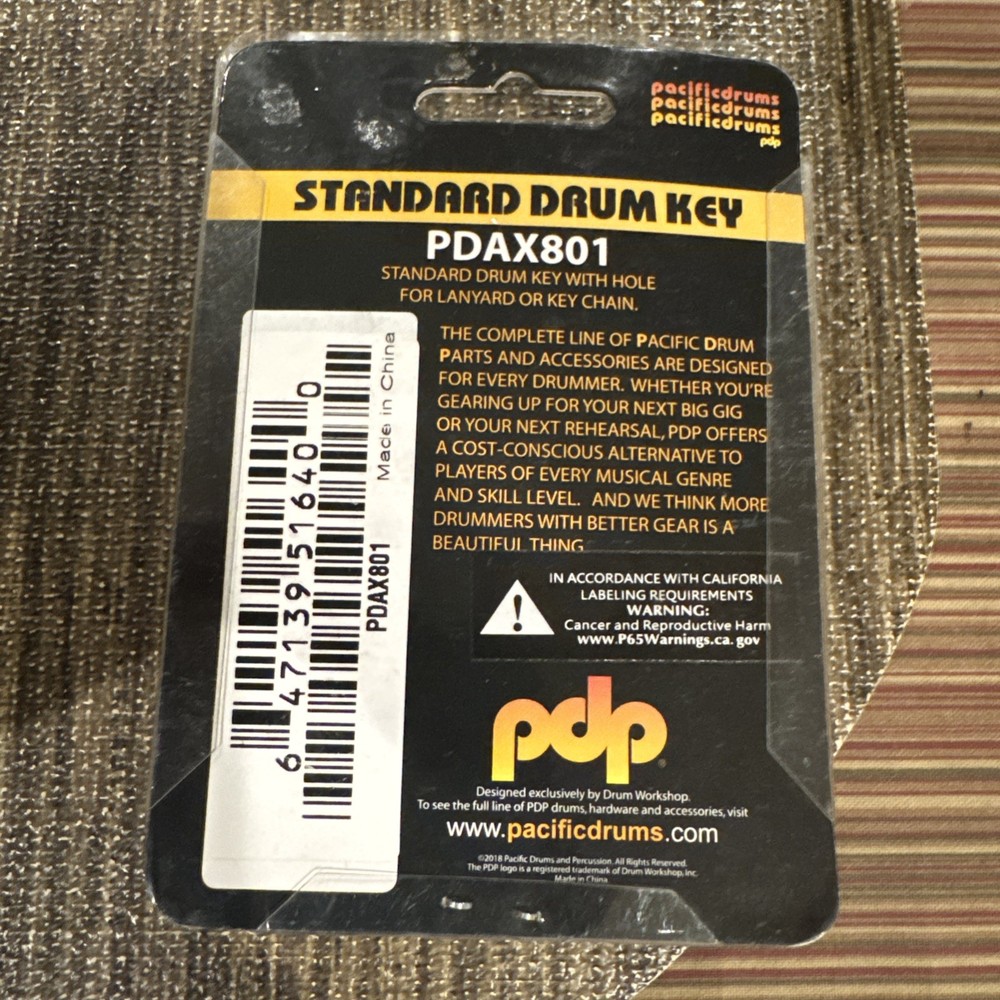 pacificdrums
pacificdrums
pacificdrums
pdp
STANDARD DRUM KEY
PDAX801
STANDARD DRUM KEY WITH HOLE
FOR LANYARD OR KEY CHAIN.
THE COMPLETE LINE OF PACIFIC DRUM
PARTS AND ACCESSORIES ARE DESIGNED
FOR EVERY DRUMMER. WHETHER YOU'RE
GEARING UP FOR YOUR NEXT BIG GIG
OR YOUR NEXT REHEARSAL, PDP OFFERS
A COST-CONSCIOUS ALTERNATIVE TO
PLAYERS OF EVERY MUSICAL GENRE
AND SKILL LEVEL. AND WE THINK MORE
DRUMMERS WITH BETTER GEAR IS A
BEAUTIFUL THING
6 47139 51640 0
PDAX801
Made in China
IN ACCORDANCE WITH CALIFORNIA
LABELING REQUIREMENTS
WARNING:
Cancer and Reproductive Harm
www.P65Warnings.ca.gov
pdp
Designed exclusively by Drum Workshop.
To see the full line of PDP drums, hardware and accessories, visit
www.pacificdrums.com
©2018 Pacific Drums and Percussion. All Rights Reserved.
The PDP logo is a registered trademark of Drum Workshop, Inc.
Made in China